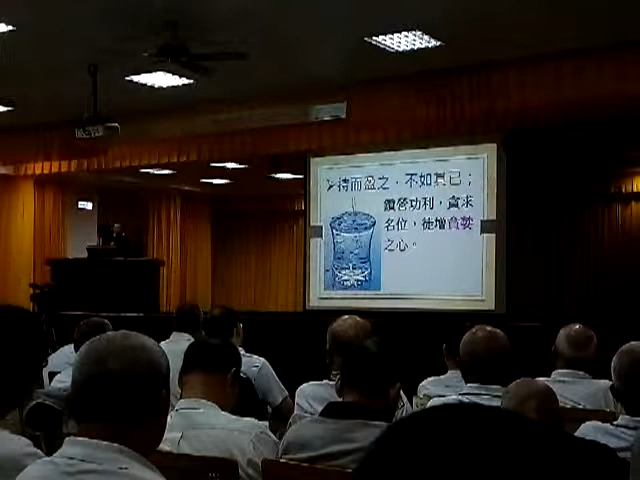 ➢持而盈之，不如其已；
鑽營功利，貪求
名位，徒增貪婪
之心。